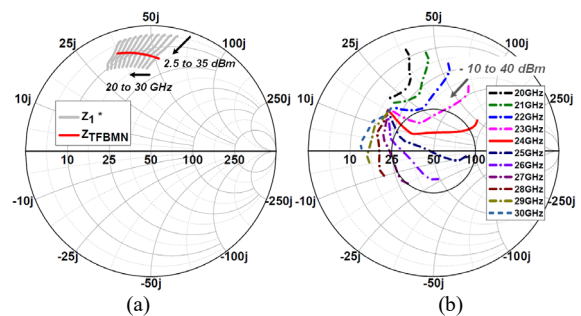 50j
25j
100j
2.5 to 35 dBm
10j
250j
20 to 30 GHz
Z1*
ZTFBMN
10 25 50 100 250
-10j
-250j
-25j
-100j
-50j
(a)
50j
25j
100j
- 10 to 40 dBm
10j
20GHz
21GHz
22GHz
23GHz
24GHz
25GHz
26GHz
27GHz
28GHz
29GHz
30GHz
10 25 50 100
-10j
-250j
-25j
-100j
-50j
(b)